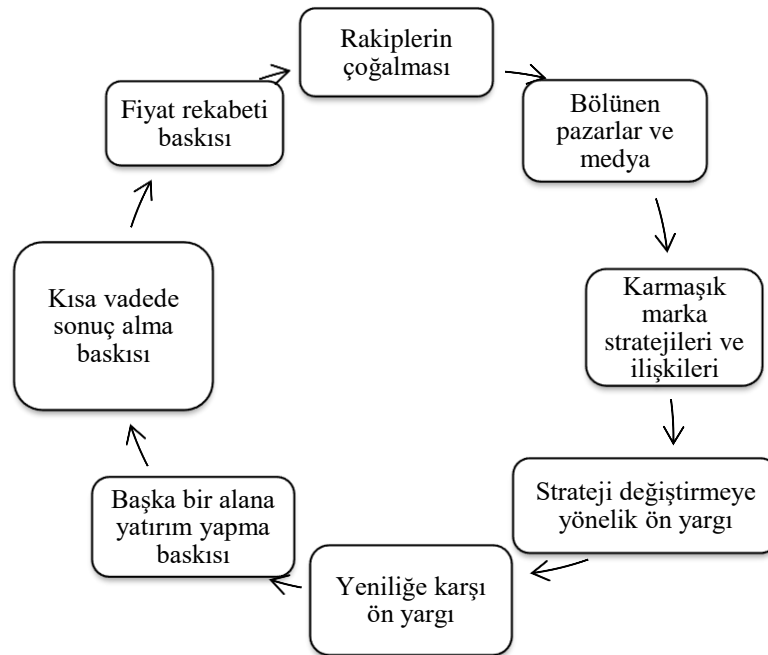 Rakiplerin
çoğalması
Bölünen
pazarlar ve
medya
Karmaşık
marka
stratejileri ve
ilişkileri
Strateji değiştirmeye
yönelik ön yargı
Yeniliğe karşı
ön yargı
Başka bir alana
yatırım yapma
baskısı
Kısa vadede
sonuç alma
baskısı
Fiyat rekabeti
baskısı